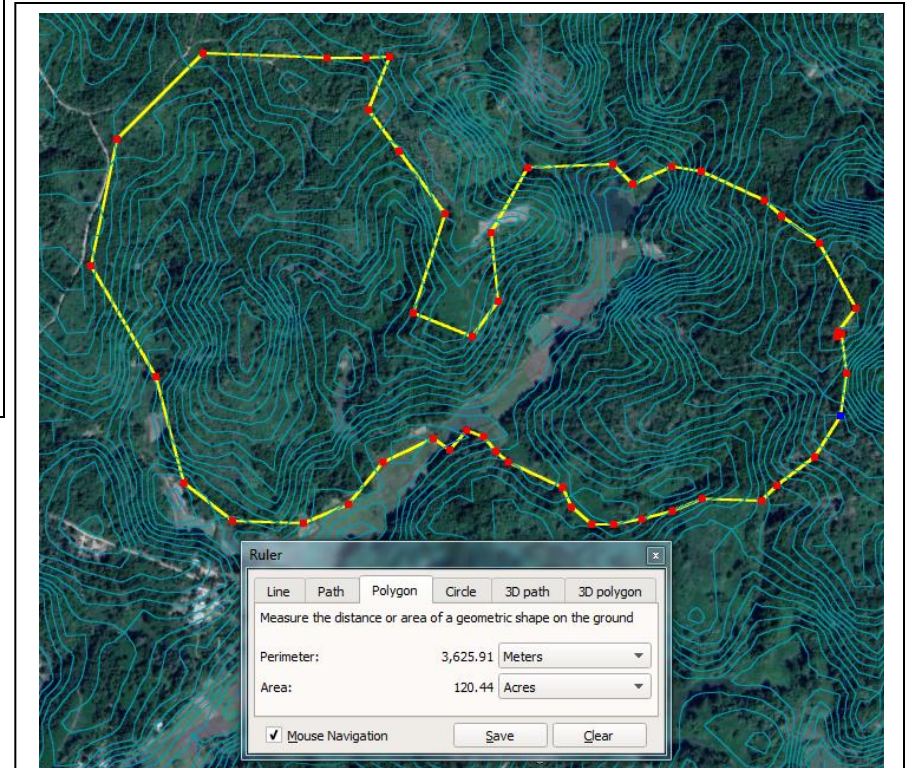 Ruler
Line Path Polygon Circle 3D path 3D polygon
Measure the distance or area of a geometric shape on the ground
Perimeter: 3,625.91 Meters
Area: 120.44 Acres
Mouse Navigation Save Clear